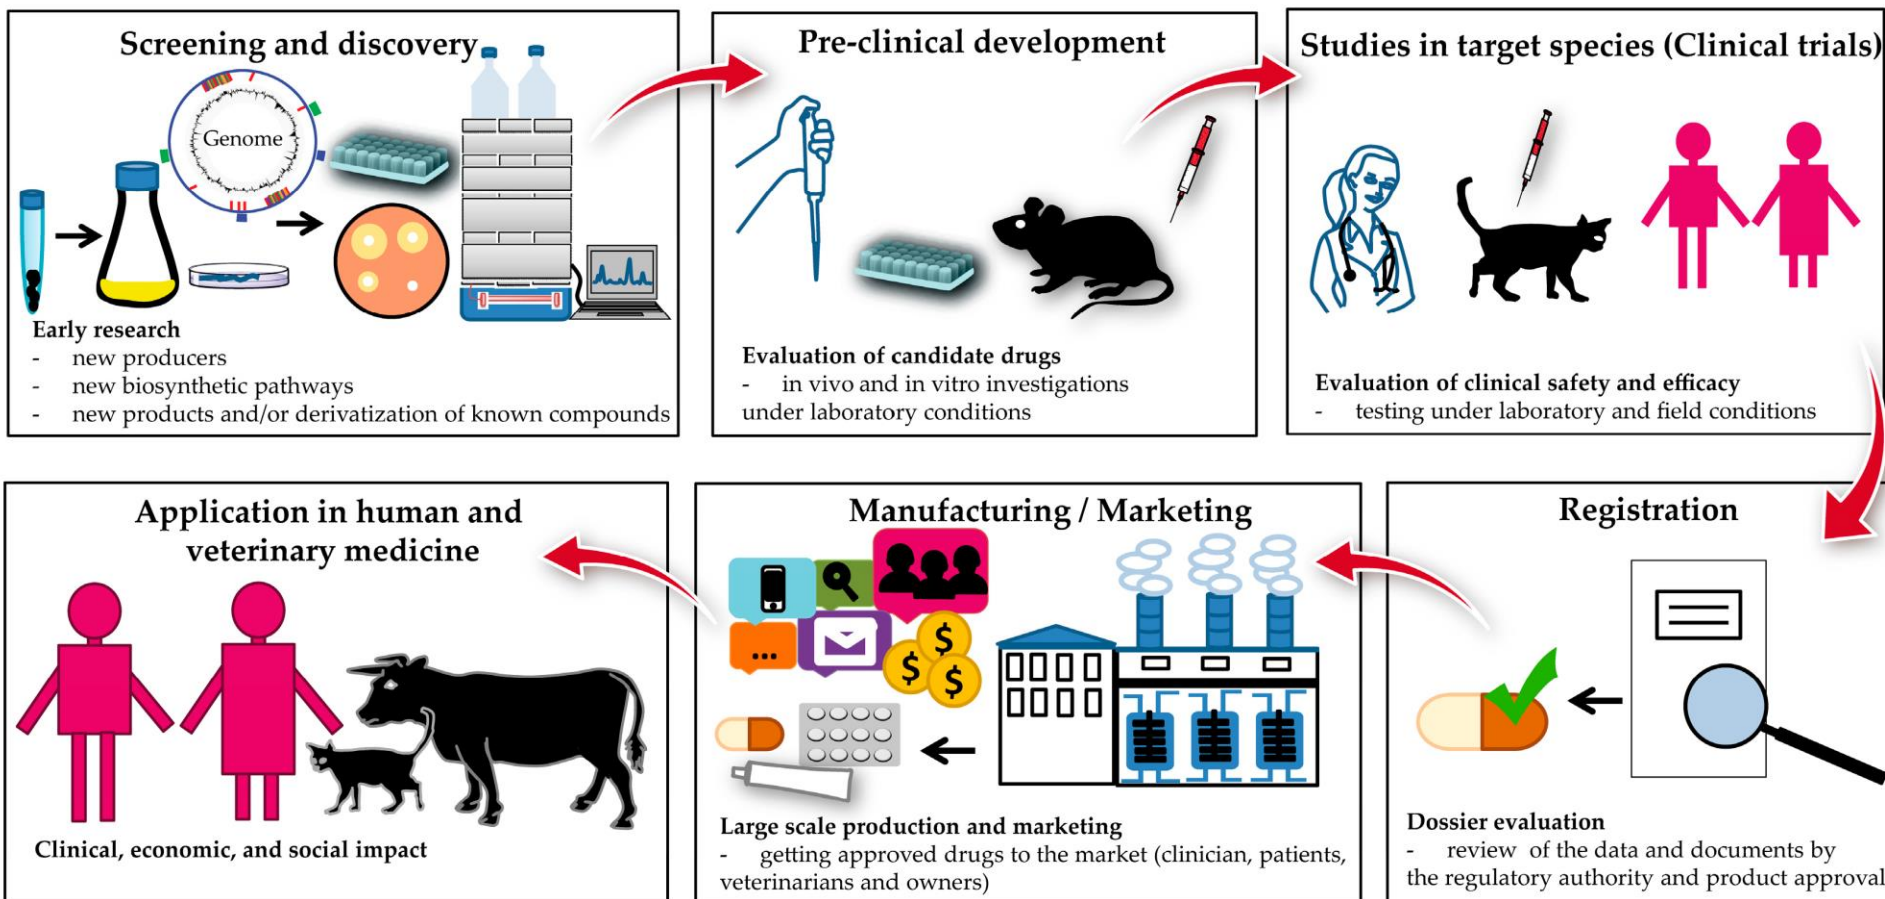 Screening and discovery
Genome
Early research
- new producers
- new biosynthetic pathways
- new products and/or derivatization of known compounds
Pre-clinical development
Evaluation of candidate drugs
- in vivo and in vitro investigations
under laboratory conditions
Studies in target species (Clinical trials)
Evaluation of clinical safety and efficacy
- testing under laboratory and field conditions
Registration
Dossier evaluation
- review of the data and documents by
the regulatory authority and product approval
Manufacturing / Marketing
...
$
$
$
Large scale production and marketing
- getting approved drugs to the market (clinician, patients,
veterinarians and owners)
Application in human and
veterinary medicine
Clinical, economic, and social impact